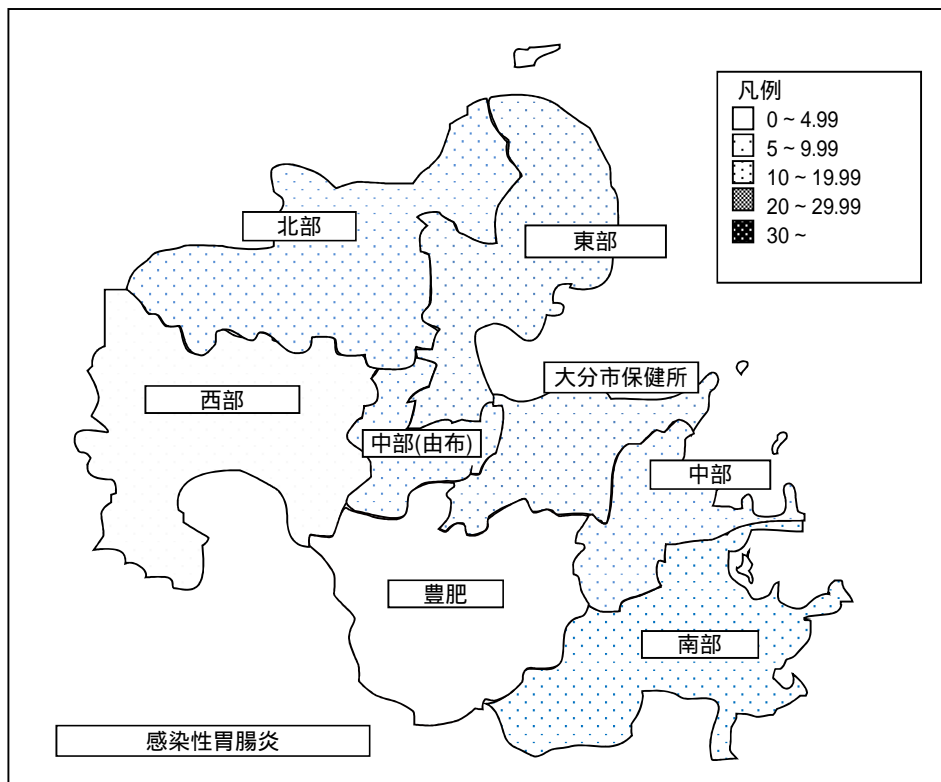 凡例
0 ~ 4.99
5 ~ 9.99
10 ~ 19.99
20 ~ 29.99
30 ~
北部
東部
大分市保健所
西部
中部(由布)
中部
豊肥
南部
感染性胃腸炎